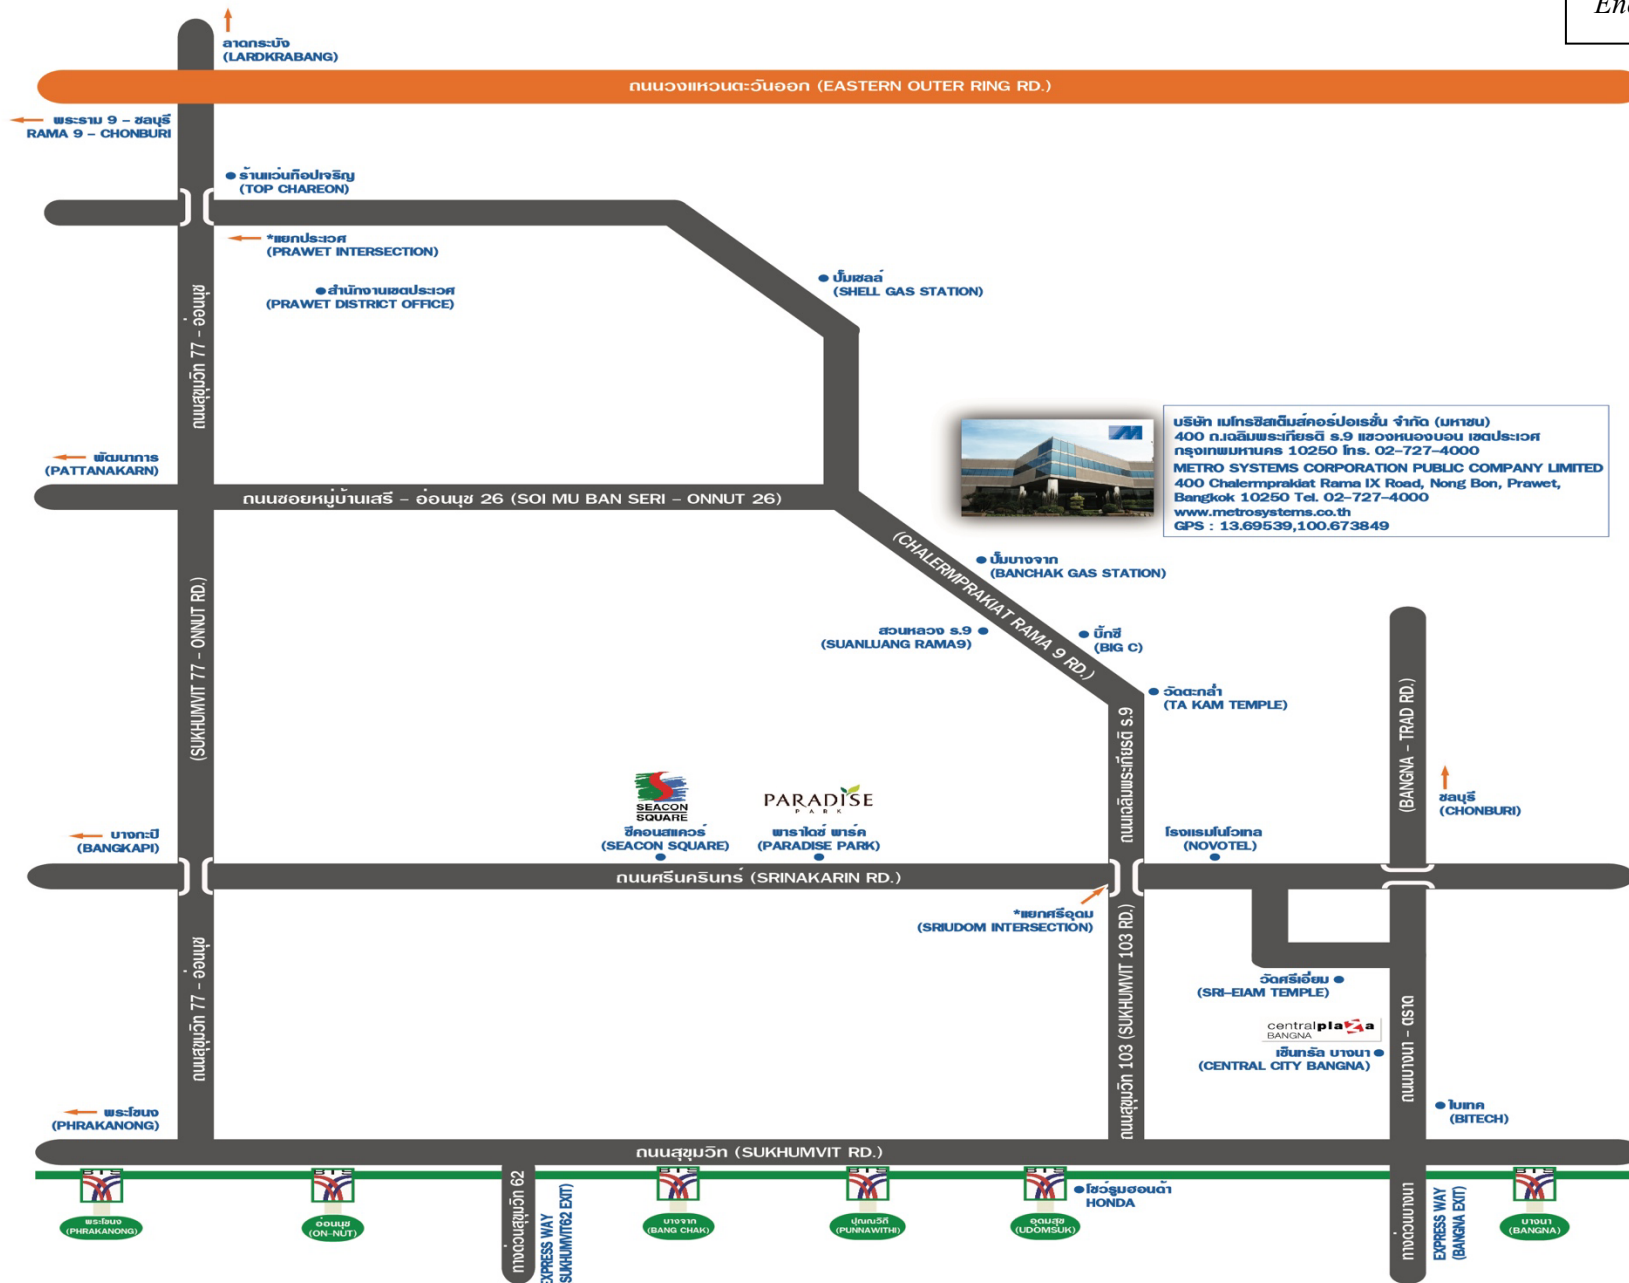 ลาดกระบัง
(LARDKRABANG)
ถนนวงแหวนตะวันออก (EASTERN OUTER RING RD.)
พระราม 9 - ชลบุรี
RAMA 9 - CHONBURI
ร้านแว่นท็อปเจริญ
(TOP CHAREON)
*แยกประเวศ
(PRAWET INTERSECTION)
สำนักงานเขตประเวศ
(PRAWET DISTRICT OFFICE)
ปั๊มเชลล์
(SHELL GAS STATION)
ถนนสุขุมวิท 77 - อ่อนนุช
บริษัท เมโทรซิสเต็มส์คอร์ปอเรชั่น จำกัด (มหาชน)
400 ถ.เฉลิมพระเกียรติ ร.9 แขวงหนองบอน เขตประเวศ
กรุงเทพมหานคร 10250 โทร. 02-727-4000
METRO SYSTEMS CORPORATION PUBLIC COMPANY LIMITED
400 Chalermprakiat Rama IX Road, Nong Bon, Prawet,
Bangkok 10250 Tel. 02-727-4000
www.metrosystems.co.th
GPS : 13.69539,100.673849
พัฒนาการ
(PATTANAKARN)
ถนนซอยหมู่บ้านเสรี - อ่อนนุช 26 (SOI MU BAN SERI - ONNUT 26)
(CHALERMPRAKIAT RAMA 9 RD.)
ปั๊มบางจาก
(BANCHAK GAS STATION)
สวนหลวง ร.9
(SUANLUANG RAMA9)
บิ๊กซี
(BIG C)
วัดตะกล่ำ
(TA KAM TEMPLE)
(SUKHUMVIT 77 - ONNUT RD.)
ถนนเฉลิมพระเกียรติ ร.9
(BANGNA - TRAD RD.)
SEACON
SQUARE
ซีคอนสแควร์
(SEACON SQUARE)
PARADISE
PARK
พาราไดซ์ พาร์ค
(PARADISE PARK)
ชลบุรี
(CHONBURI)
บางกะปิ
(BANGKAPI)
โรงแรมโนโวเทล
(NOVOTEL)
ถนนศรีนครินทร์ (SRINAKARIN RD.)
*แยกศรีอุดม
(SRIUDOM INTERSECTION)
ถนนสุขุมวิท 77 - อ่อนนุช
ถนนสุขุมวิท 103 (SUKHUMVIT 103 RD.)
วัดศรีเอี่ยม
(SRI-EIAM TEMPLE)
centralplaza
BANGNA
เซ็นทรัล บางนา
(CENTRAL CITY BANGNA)
ถนนบางนา - ตราด
ไบเทค
(BITECH)
พระโขนง
(PHRAKANONG)
ถนนสุขุมวิท (SUKHUMVIT RD.)
BTS
พระโขนง
(PHRAKANONG)
BTS
อ่อนนุช
(ON-NUT)
ทางด่วนสุขุมวิท 62
EXPRESS WAY
SUKHUMVIT62 EXIT)
BTS
บางจาก
(BANG CHAK)
BTS
ปุณณวิถี
(PUNNAWITHI)
BTS
อุดมสุข
(UDOMSUK)
โชว์รูมฮอนด้า
HONDA
ทางด่วนบางนา
EXPRESS WAY
(BANGNA EXIT)
BTS
บางนา
(BANGNA)